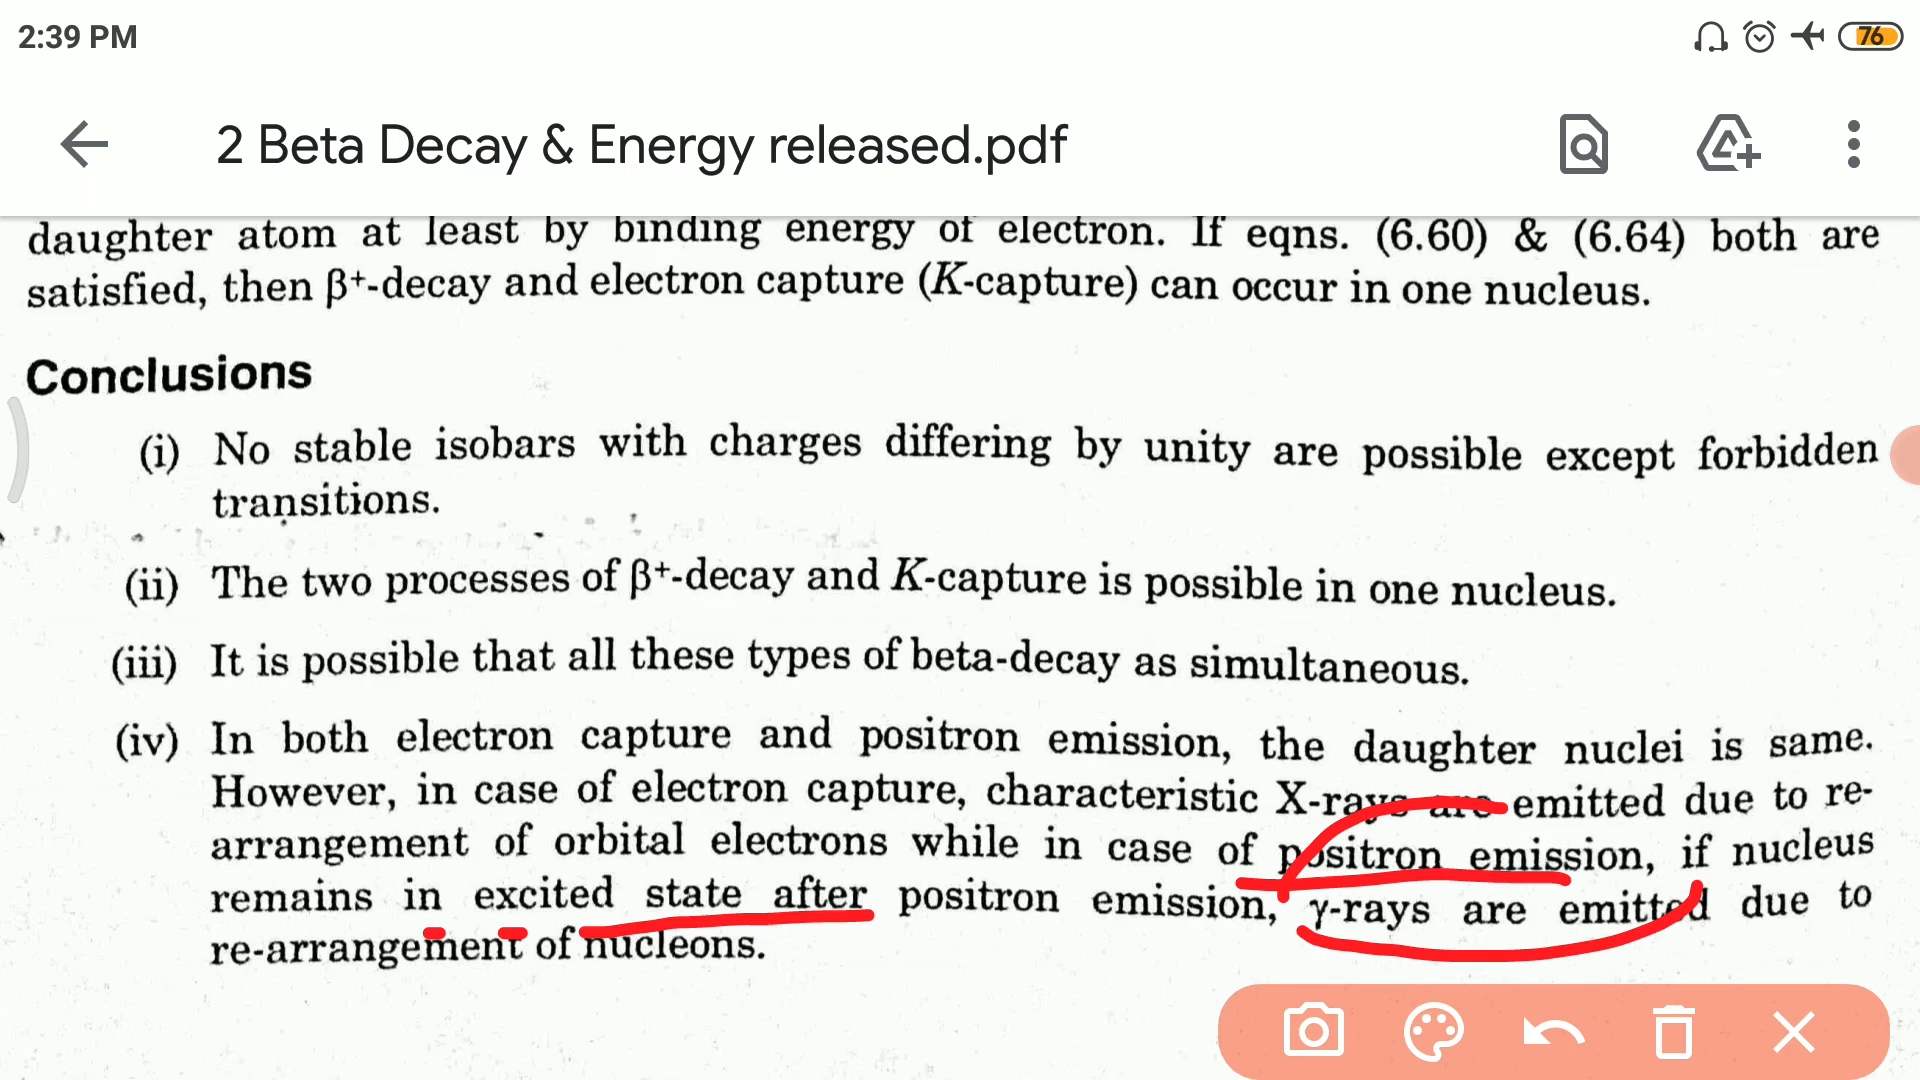 2:39 PM
76
2 Beta Decay & Energy released.pdf
daughter atom at least by binding energy of electron. If eqns. (6.60) & (6.64) both are
satisfied, then β⁺-decay and electron capture (K-capture) can occur in one nucleus.
Conclusions
(i) No stable isobars with charges differing by unity are possible except forbidden
transitions.
(ii) The two processes of β⁺-decay and K-capture is possible in one nucleus.
(iii) It is possible that all these types of beta-decay as simultaneous.
(iv) In both electron capture and positron emission, the daughter nuclei is same.
However, in case of electron capture, characteristic X-rays are emitted due to re-
arrangement of orbital electrons while in case of positron emission, if nucleus
remains in excited state after positron emission, γ-rays are emitted due to
re-arrangement of nucleons.